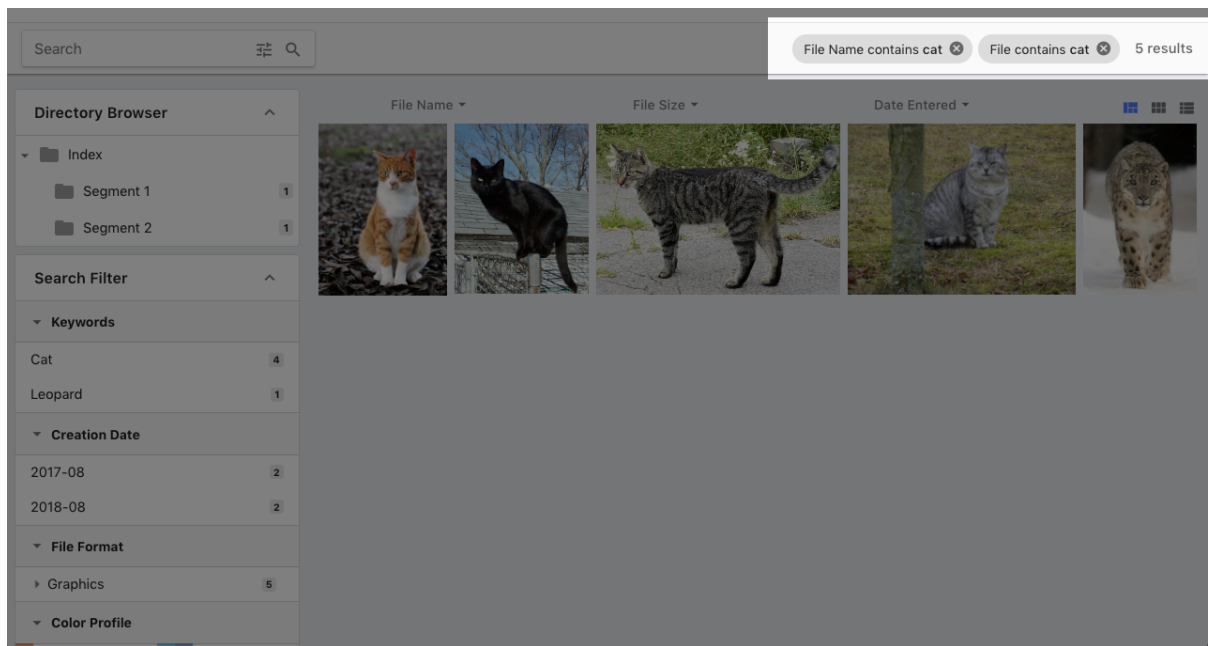 Search
File Name contains cat
File contains cat
5 results
Directory Browser
Index
Segment 1 1
Segment 2 1
Search Filter
Keywords
Cat 4
Leopard 1
Creation Date
2017-08 2
2018-08 2
File Format
Graphics 5
Color Profile
File Name
File Size
Date Entered